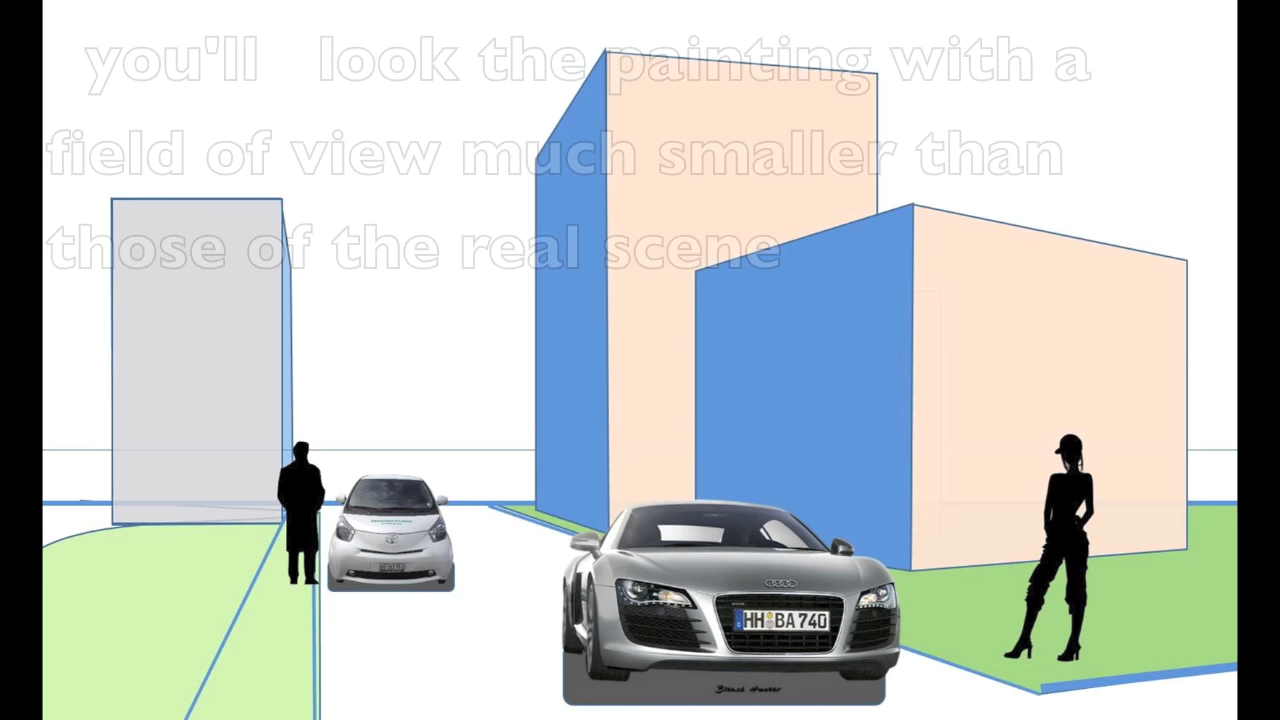 you'll look the painting with a
field of view much smaller than
those of the real scene
HH BA 740